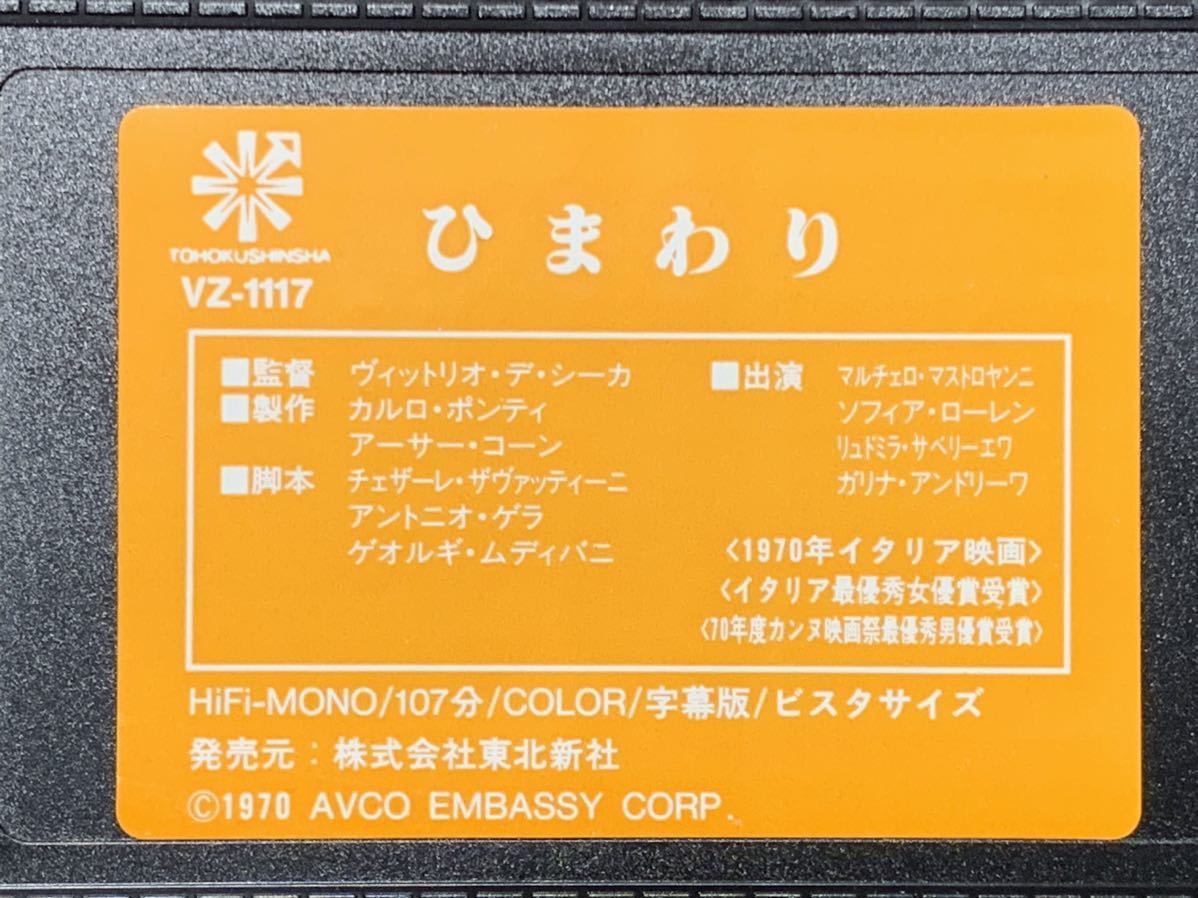 TOHOKUSHINSHA
VZ-1117
ひまわり
■監督 ヴィットリオ・デ・シーカ
■製作 カルロ・ポンティ
アーサー・コーン
■脚本 チェザーレ・ザヴァッティーニ
アントニオ・ゲラ
ゲオルギ・ムディバニ
■出演 マルチェロ・マストロヤンニ
ソフィア・ローレン
リュドミラ・サベリーエワ
ガリナ・アンドリーワ
〈1970年イタリア映画〉
〈イタリア最優秀女優賞受賞〉
〈70年度カンヌ映画祭最優秀男優賞受賞〉
HiFi-MONO/107分/COLOR/字幕版/ビスタサイズ
発売元：株式会社東北新社
©1970 AVCO EMBASSY CORP.